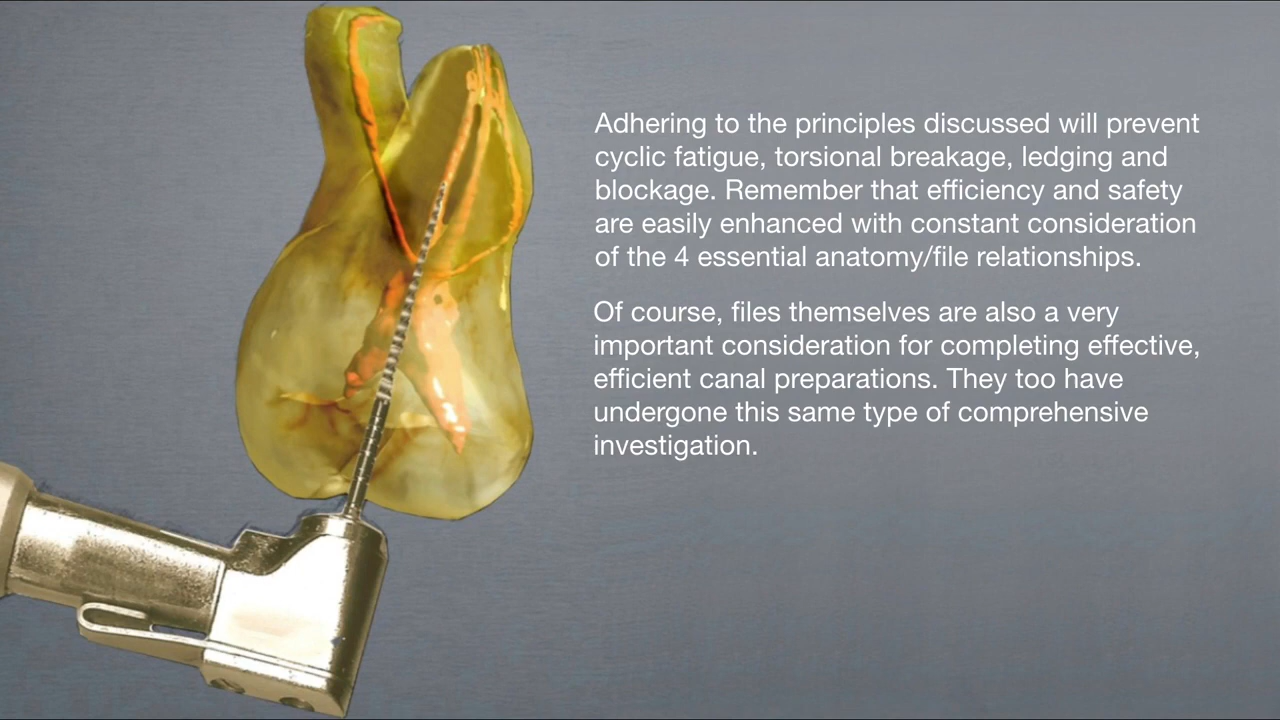 Adhering to the principles discussed will prevent
cyclic fatigue, torsional breakage, ledging and
blockage. Remember that efficiency and safety
are easily enhanced with constant consideration
of the 4 essential anatomy/file relationships.
Of course, files themselves are also a very
important consideration for completing effective,
efficient canal preparations. They too have
undergone this same type of comprehensive
investigation.